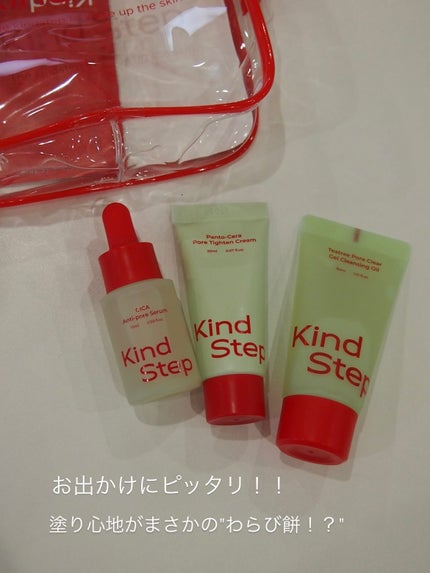 e up the skin
Kind
Step
CICA
Anti-pore Serum
Kind
Step
Panto-Cera
Pore Tighten Cream
Kind
Step
Teatree Pore Clear
Gel Cleansing Oil
Kind
Step
お出かけにピッタリ！！
塗り心地がまさかの"わらび餅！？"